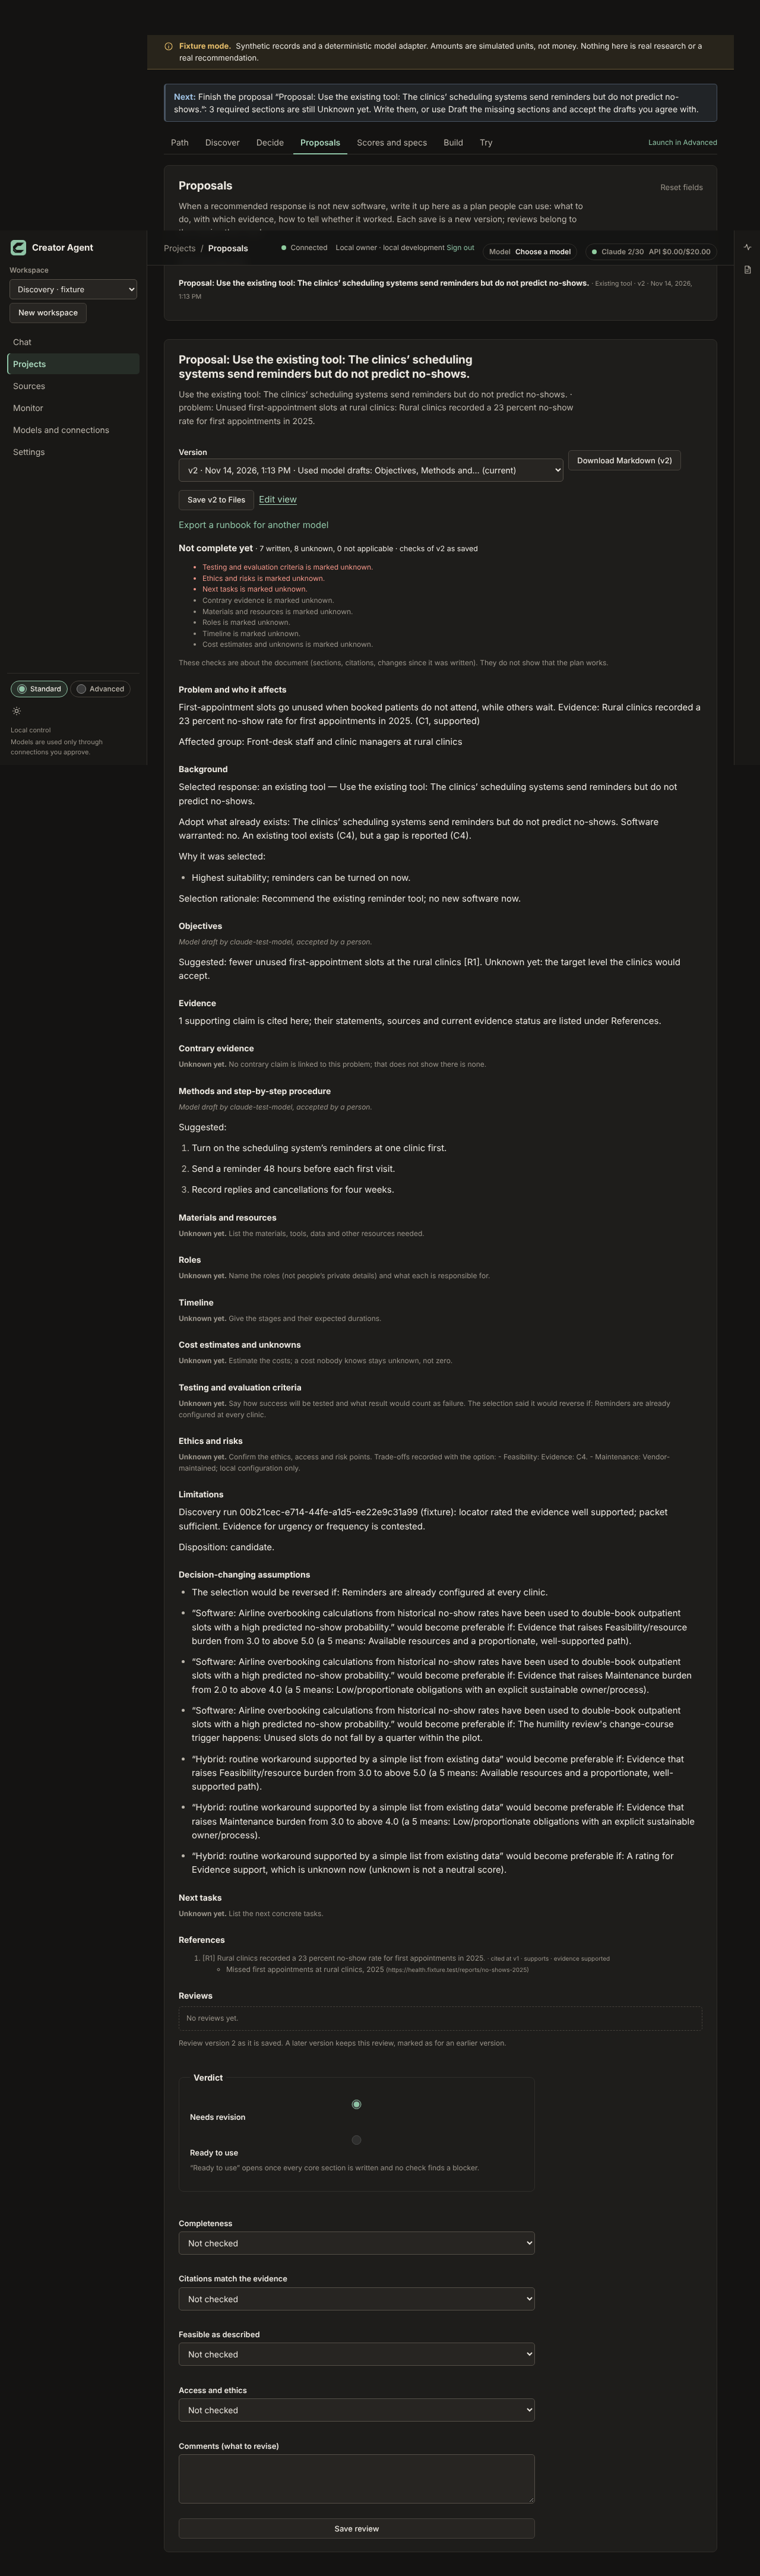 Fixture mode. Synthetic records and a deterministic model adapter. Amounts are simulated units, not money. Nothing here is real research or a
real recommendation.
Next: Finish the proposal “Proposal: Use the existing tool: The clinics’ scheduling systems send reminders but do not predict no-
shows.”: 3 required sections are still Unknown yet. Write them, or use Draft the missing sections and accept the drafts you agree with.
Path Discover Decide Proposals Scores and specs Build Try Launch in Advanced
Proposals
Reset fields
When a recommended response is not new software, write it up here as a plan people can use: what to
do, with which evidence, how to tell whether it worked. Each save is a new version; reviews belong to
Creator Agent
Projects / Proposals
Connected Local owner · local development Sign out
Model Choose a model
Claude 2/30 API $0.00/$20.00
Workspace
Discovery · fixture
New workspace
Chat
Projects
Sources
Monitor
Models and connections
Settings
Standard Advanced
Local control
Models are used only through
connections you approve.
Proposal: Use the existing tool: The clinics’ scheduling systems send reminders but do not predict no-shows. · Existing tool · v2 · Nov 14, 2026,
1:13 PM
Proposal: Use the existing tool: The clinics’ scheduling
systems send reminders but do not predict no-shows.
Use the existing tool: The clinics’ scheduling systems send reminders but do not predict no-shows. ·
problem: Unused first-appointment slots at rural clinics: Rural clinics recorded a 23 percent no-show
rate for first appointments in 2025.
Version
v2 · Nov 14, 2026, 1:13 PM · Used model drafts: Objectives, Methods and… (current)
Download Markdown (v2)
Save v2 to Files Edit view
Export a runbook for another model
Not complete yet · 7 written, 8 unknown, 0 not applicable · checks of v2 as saved
• Testing and evaluation criteria is marked unknown.
• Ethics and risks is marked unknown.
• Next tasks is marked unknown.
• Contrary evidence is marked unknown.
• Materials and resources is marked unknown.
• Roles is marked unknown.
• Timeline is marked unknown.
• Cost estimates and unknowns is marked unknown.
These checks are about the document (sections, citations, changes since it was written). They do not show that the plan works.
Problem and who it affects
First-appointment slots go unused when booked patients do not attend, while others wait. Evidence: Rural clinics recorded a
23 percent no-show rate for first appointments in 2025. (C1, supported)
Affected group: Front-desk staff and clinic managers at rural clinics
Background
Selected response: an existing tool — Use the existing tool: The clinics’ scheduling systems send reminders but do not
predict no-shows.
Adopt what already exists: The clinics’ scheduling systems send reminders but do not predict no-shows. Software
warranted: no. An existing tool exists (C4), but a gap is reported (C4).
Why it was selected:
• Highest suitability; reminders can be turned on now.
Selection rationale: Recommend the existing reminder tool; no new software now.
Objectives
Model draft by claude-test-model, accepted by a person.
Suggested: fewer unused first-appointment slots at the rural clinics [R1]. Unknown yet: the target level the clinics would
accept.
Evidence
1 supporting claim is cited here; their statements, sources and current evidence status are listed under References.
Contrary evidence
Unknown yet. No contrary claim is linked to this problem; that does not show there is none.
Methods and step-by-step procedure
Model draft by claude-test-model, accepted by a person.
Suggested:
1. Turn on the scheduling system’s reminders at one clinic first.
2. Send a reminder 48 hours before each first visit.
3. Record replies and cancellations for four weeks.
Materials and resources
Unknown yet. List the materials, tools, data and other resources needed.
Roles
Unknown yet. Name the roles (not people’s private details) and what each is responsible for.
Timeline
Unknown yet. Give the stages and their expected durations.
Cost estimates and unknowns
Unknown yet. Estimate the costs; a cost nobody knows stays unknown, not zero.
Testing and evaluation criteria
Unknown yet. Say how success will be tested and what result would count as failure. The selection said it would reverse if: Reminders are already
configured at every clinic.
Ethics and risks
Unknown yet. Confirm the ethics, access and risk points. Trade-offs recorded with the option: - Feasibility: Evidence: C4. - Maintenance: Vendor-
maintained; local configuration only.
Limitations
Discovery run 00b21cec-e714-44fe-a1d5-ee22e9c31a99 (fixture): locator rated the evidence well supported; packet
sufficient. Evidence for urgency or frequency is contested.
Disposition: candidate.
Decision-changing assumptions
• The selection would be reversed if: Reminders are already configured at every clinic.
• “Software: Airline overbooking calculations from historical no-show rates have been used to double-book outpatient
slots with a high predicted no-show probability.” would become preferable if: Evidence that raises Feasibility/resource
burden from 3.0 to above 5.0 (a 5 means: Available resources and a proportionate, well-supported path).
• “Software: Airline overbooking calculations from historical no-show rates have been used to double-book outpatient
slots with a high predicted no-show probability.” would become preferable if: Evidence that raises Maintenance burden
from 2.0 to above 4.0 (a 5 means: Low/proportionate obligations with an explicit sustainable owner/process).
• “Software: Airline overbooking calculations from historical no-show rates have been used to double-book outpatient
slots with a high predicted no-show probability.” would become preferable if: The humility review's change-course
trigger happens: Unused slots do not fall by a quarter within the pilot.
• “Hybrid: routine workaround supported by a simple list from existing data” would become preferable if: Evidence that
raises Feasibility/resource burden from 3.0 to above 5.0 (a 5 means: Available resources and a proportionate, well-
supported path).
• “Hybrid: routine workaround supported by a simple list from existing data” would become preferable if: Evidence that
raises Maintenance burden from 3.0 to above 4.0 (a 5 means: Low/proportionate obligations with an explicit sustainable
owner/process).
• “Hybrid: routine workaround supported by a simple list from existing data” would become preferable if: A rating for
Evidence support, which is unknown now (unknown is not a neutral score).
Next tasks
Unknown yet. List the next concrete tasks.
References
1. [R1] Rural clinics recorded a 23 percent no-show rate for first appointments in 2025. · cited at v1 · supports · evidence supported
Missed first appointments at rural clinics, 2025 (https://health.fixture.test/reports/no-shows-2025)
Reviews
No reviews yet.
Review version 2 as it is saved. A later version keeps this review, marked as for an earlier version.
Verdict
Needs revision
Ready to use
“Ready to use” opens once every core section is written and no check finds a blocker.
Completeness
Not checked
Citations match the evidence
Not checked
Feasible as described
Not checked
Access and ethics
Not checked
Comments (what to revise)
Save review